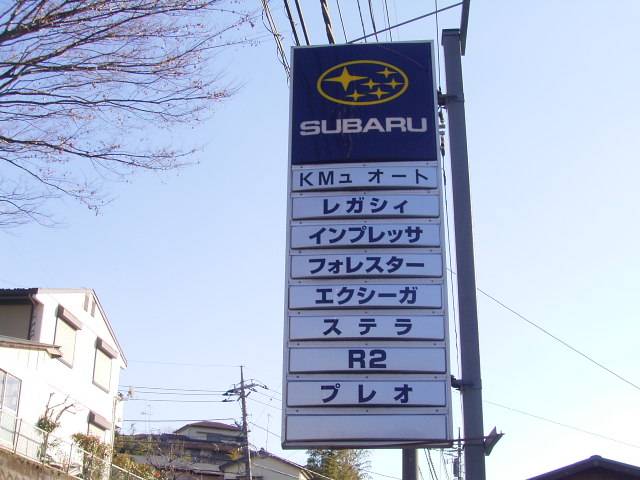 SUBARU
KMュ オート
レガシィ
インプレッサ
フォレスター
エクシーガ
ステラ
R2
プレオ